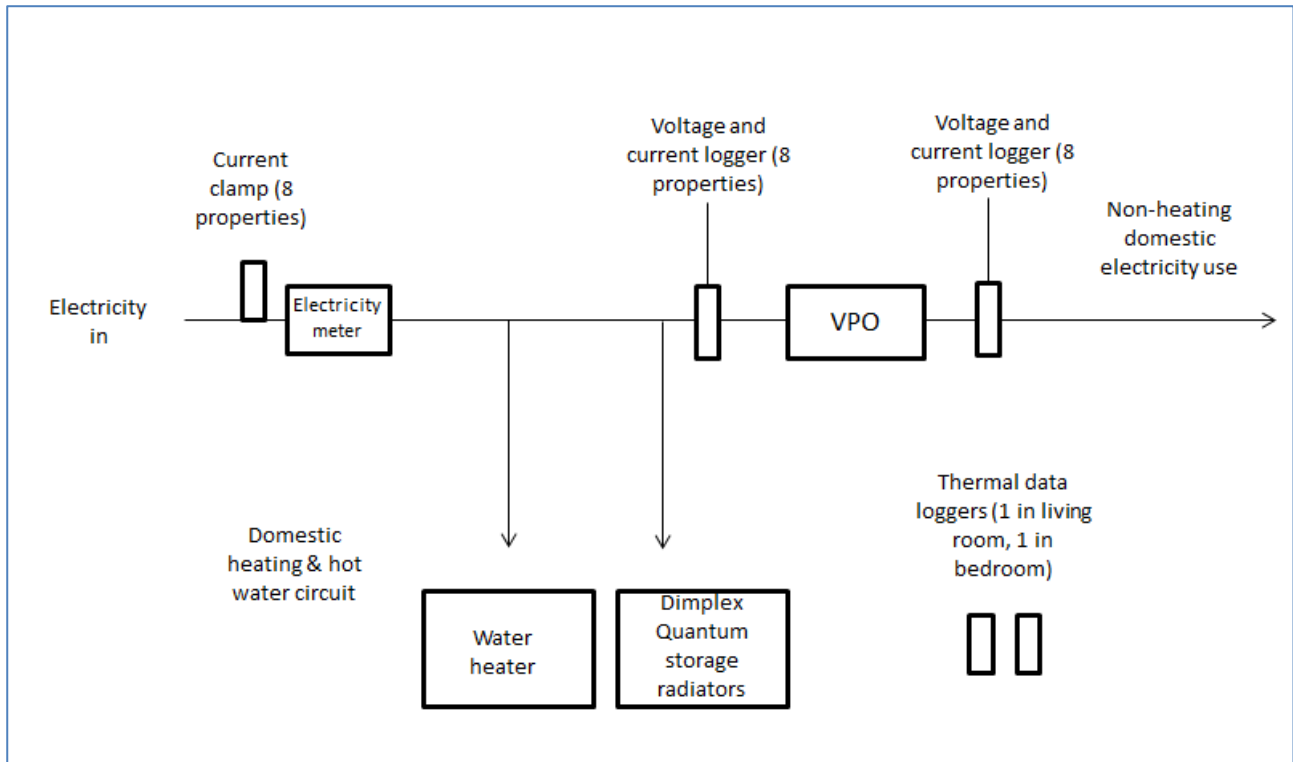 Current
clamp (8
properties)
Voltage and
current logger (8
properties)
Voltage and
current logger (8
properties)
Non-heating
domestic
electricity use
Electricity
in
Electricity
meter
VPO
Domestic
heating & hot
water circuit
Water
heater
Dimplex
Quantum
storage
radiators
Thermal data
loggers (1 in living
room, 1 in
bedroom)